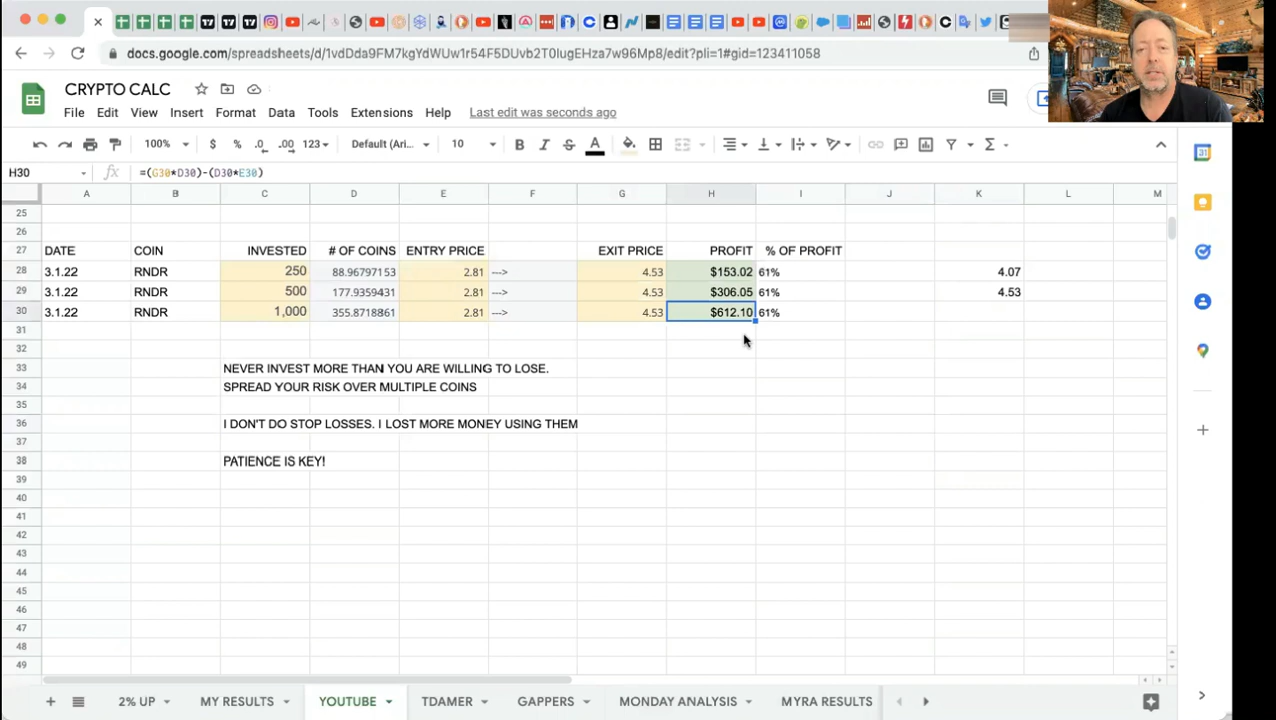 docs.google.com/spreadsheets/d/1vdDda9FM7kgYdWUw1r54F5DUvb2T0lugEHza7w96Mp8/edit?pli=1#gid=123411058
CRYPTO CALC
File Edit View Insert Format Data Tools Extensions Help Last edit was seconds ago
100% $ % .0 .00 123 Default (Ari... 10 B I S A
H30 fx =(G30*D30)-(D30*E30)
A B C D E F G H I J K L M
25
26
27 DATE COIN INVESTED # OF COINS ENTRY PRICE EXIT PRICE PROFIT % OF PROFIT
28 3.1.22 RNDR 250 88.96797153 2.81 ---> 4.53 $153.02 61% 4.07
29 3.1.22 RNDR 500 177.9359431 2.81 ---> 4.53 $306.05 61% 4.53
30 3.1.22 RNDR 1,000 355.8718861 2.81 ---> 4.53 $612.10 61%
31
32
33 NEVER INVEST MORE THAN YOU ARE WILLING TO LOSE.
34 SPREAD YOUR RISK OVER MULTIPLE COINS
35
36 I DON'T DO STOP LOSSES. I LOST MORE MONEY USING THEM
37
38 PATIENCE IS KEY!
39
40
41
42
43
44
45
46
47
48
49
2% UP MY RESULTS YOUTUBE TDAMER GAPPERS MONDAY ANALYSIS MYRA RESULTS